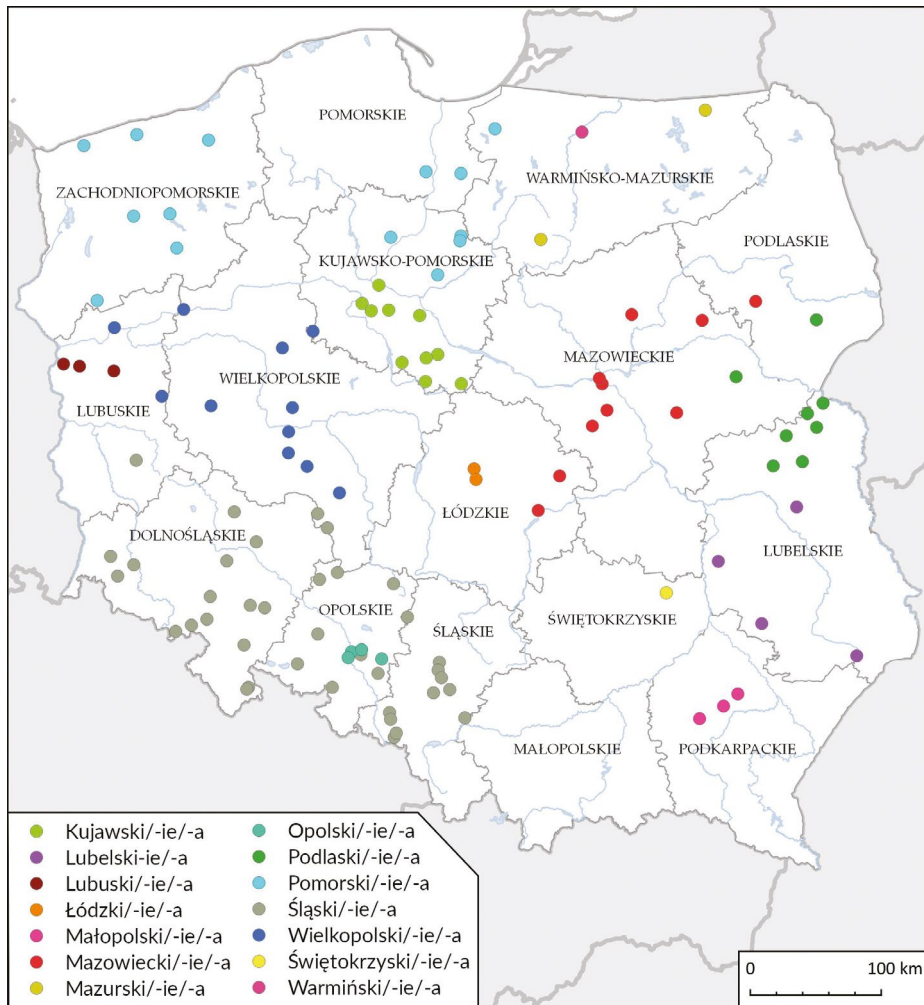 POMORSKIE
WARMIŃSKO-MAZURSKIE
ZACHODNIOPOMORSKIE
PODLASKIE
KUJAWSKO-POMORSKIE
MAZOWIECKIE
WIELKOPOLSKIE
LUBUSKIE
ŁÓDZKIE
DOLNOŚLĄSKIE
LUBELSKIE
OPOLSKIE
ŚWIĘTOKRZYSKIE
ŚLĄSKIE
MAŁOPOLSKIE
PODKARPACKIE
Kujawski/-ie/-a
Lubelski-ie/-a
Lubuski/-ie/-a
Łódzki/-ie/-a
Małopolski/-ie/-a
Mazowiecki/-ie/-a
Mazurski/-ie/-a
Opolski/-ie/-a
Podlaski/-ie/-a
Pomorski/-ie/-a
Śląski/-ie/-a
Wielkopolski/-ie/-a
Świętokrzyski/-ie/-a
Warmiński/-ie/-a
0 100 km